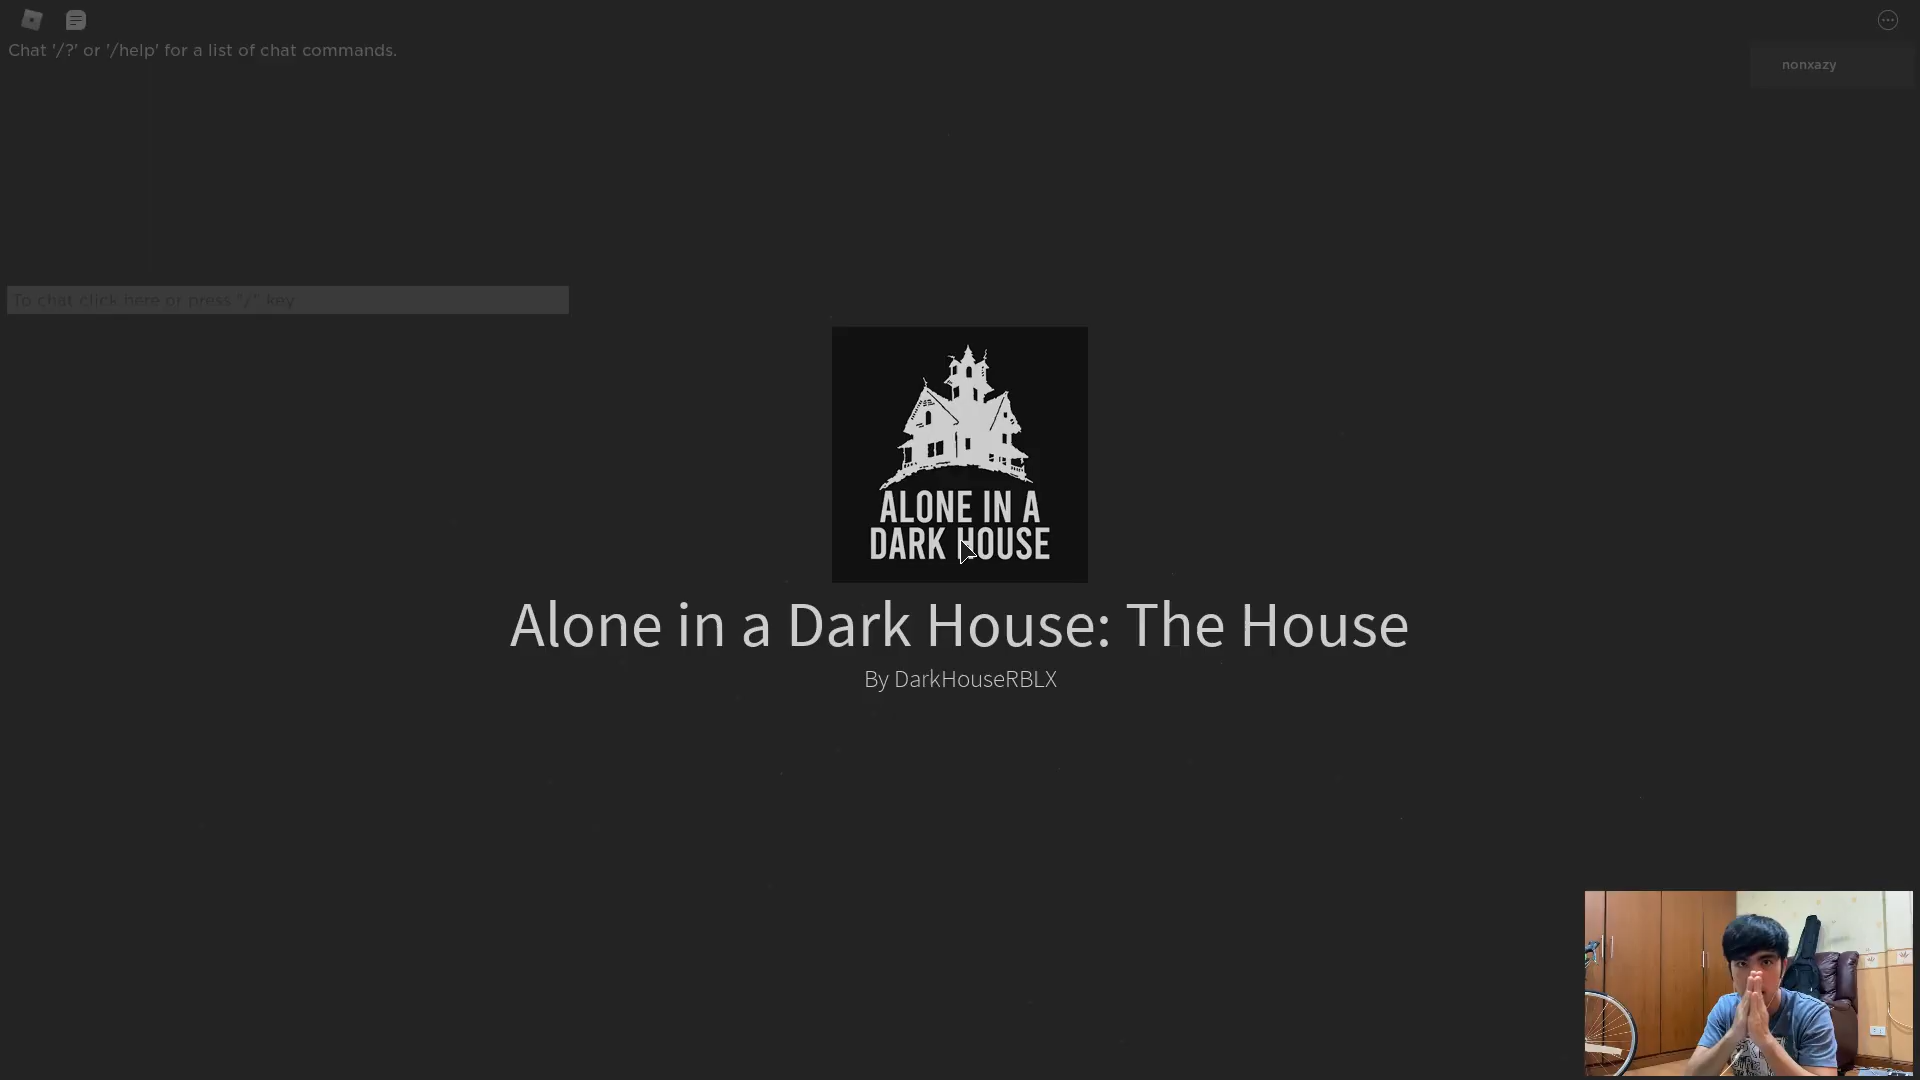 Chat '/?' or '/help' for a list of chat commands.
nonxazy
To chat click here or press "/" key
ALONE IN A
DARK HOUSE
Alone in a Dark House: The House
By DarkHouseRBLX